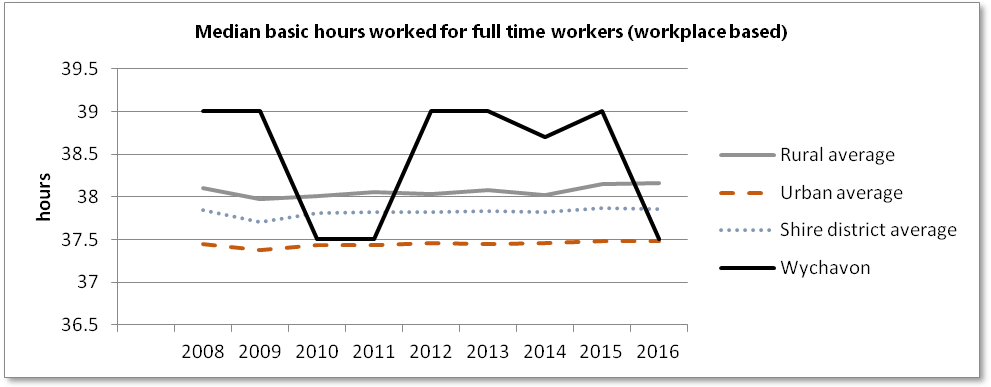 Median basic hours worked for full time workers (workplace based)
39.5
39
38.5
38
37.5
37
36.5
hours
2008 2009 2010 2011 2012 2013 2014 2015 2016
Rural average
Urban average
Shire district average
Wychavon